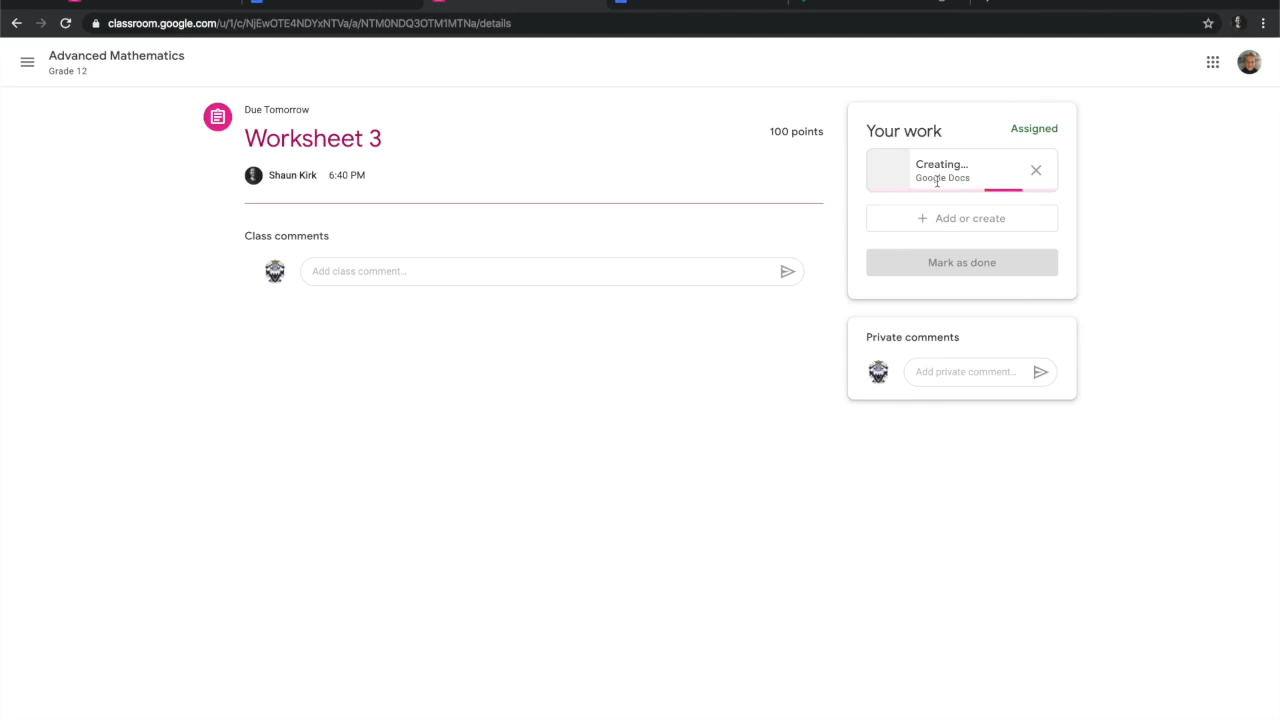 classroom.google.com/u/1/c/NjEwOTE4NDYxNTVa/a/NTM0NDQ3OTM1MTNa/details
Advanced Mathematics
Grade 12
Due Tomorrow
Worksheet 3
100 points
Shaun Kirk 6:40 PM
Class comments
Add class comment...
Your work
Assigned
Creating...
Google Docs
Add or create
Mark as done
Private comments
Add private comment...